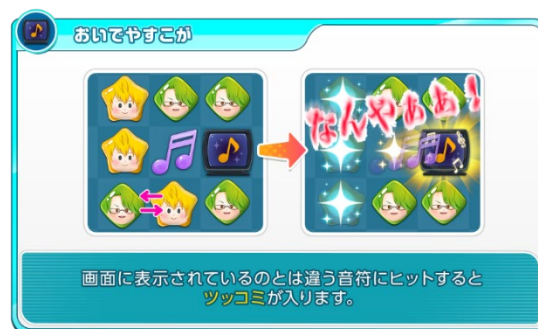 おいでやすこが
なんやぁぁ!
画面に表示されているのとは違う音符にヒットすると
ツッコミが入ります。